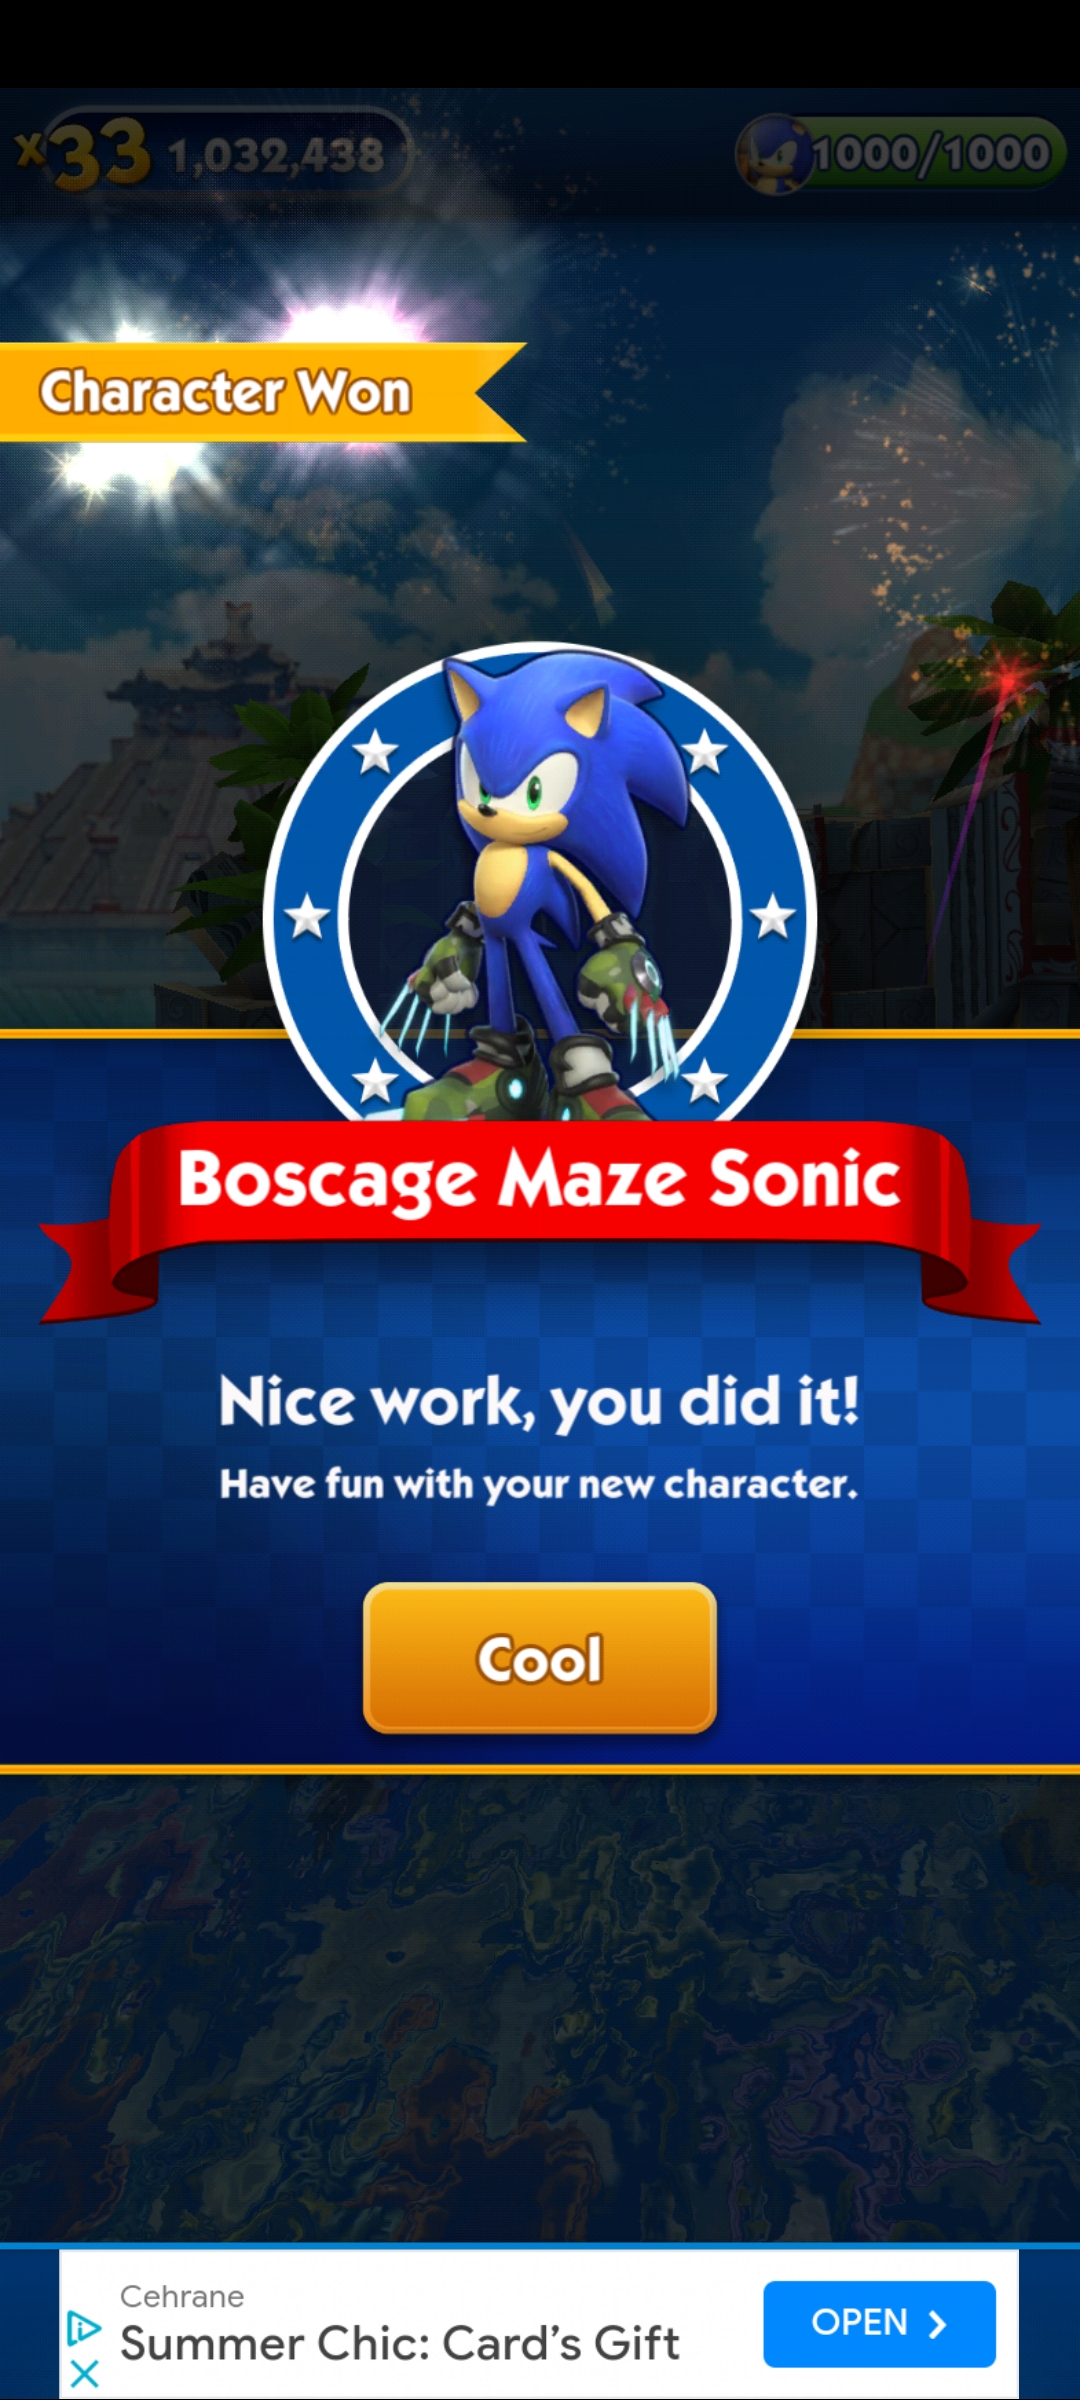 x33 1,032,438
1000/1000
Character Won
Boscage Maze Sonic
Nice work, you did it!
Have fun with your new character.
Cool
Cehrane
Summer Chic: Card’s Gift
OPEN